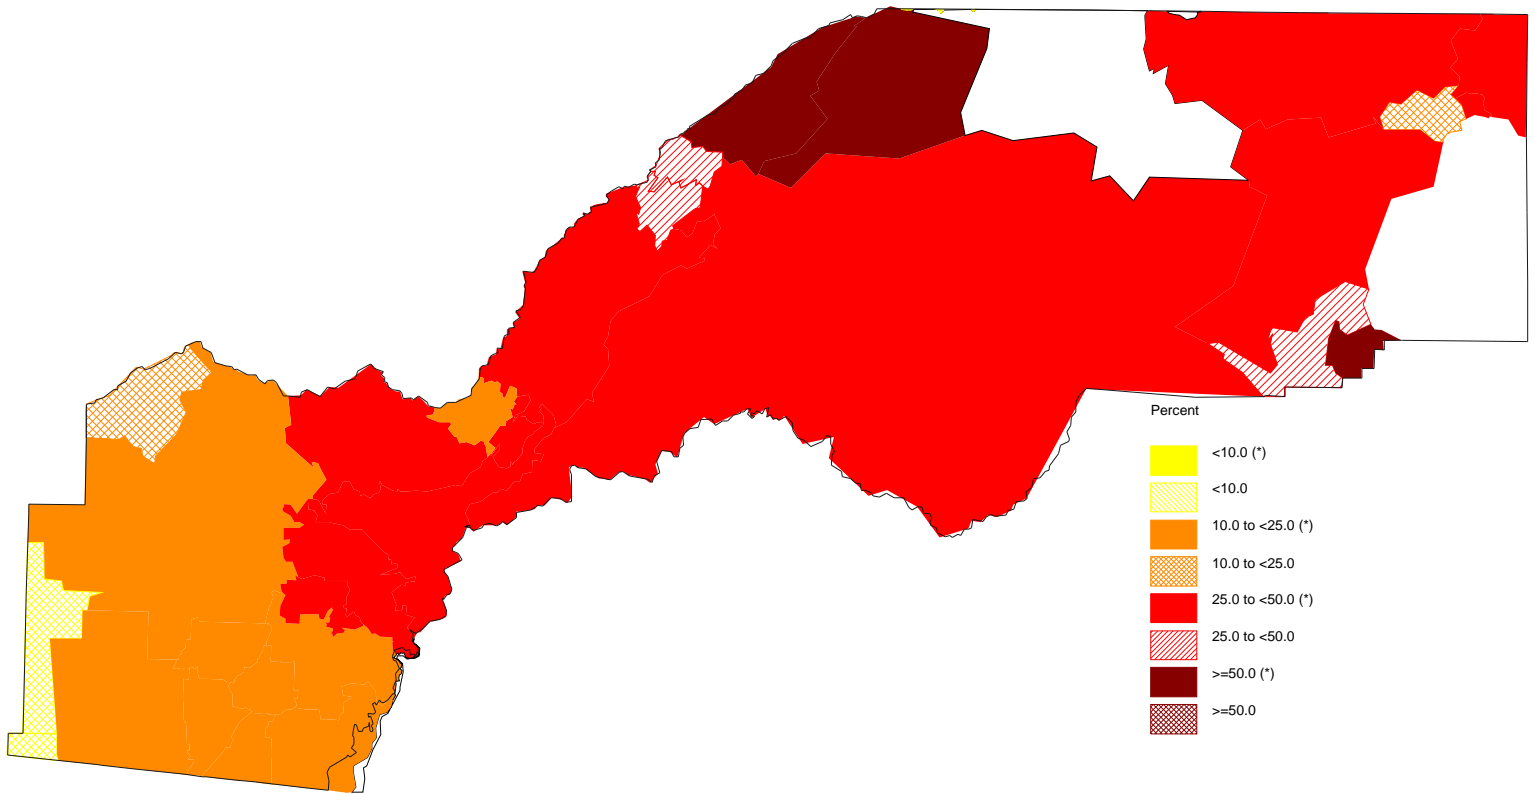 Percent
<10.0 (*)
<10.0
10.0 to <25.0 (*)
10.0 to <25.0
25.0 to <50.0 (*)
25.0 to <50.0
>=50.0 (*)
>=50.0